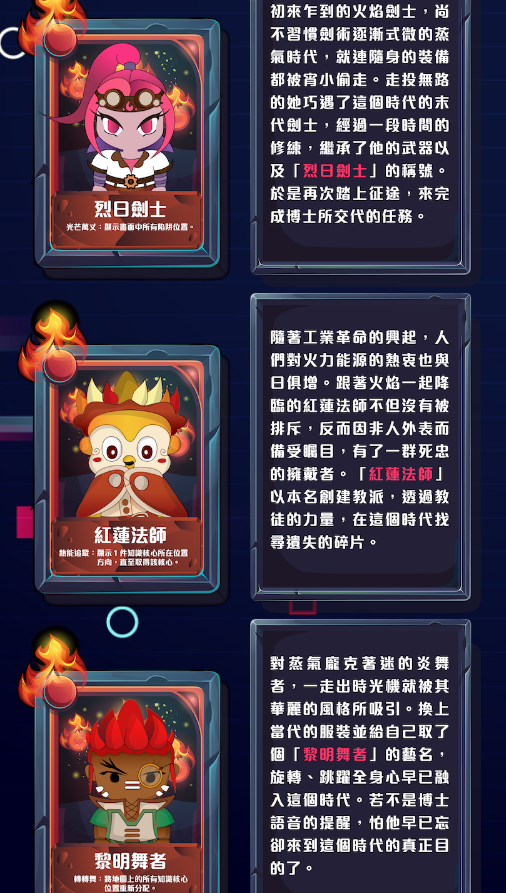 初來乍到的火焰劍士，尚
不習慣劍術逐漸式微的蒸
氣時代，就連隨身的裝備
都被宵小偷走。走投無路
的她巧遇了這個時代的末
代劍士，經過一段時間的
修練，繼承了他的武器以
及「烈日劍士」的稱號。
於是再次踏上征途，來完
成博士所交代的任務。
烈日劍士
光芒萬丈：顯示畫面中所有陷阱位置。
隨著工業革命的興起，人
們對火力能源的熱衷也與
日俱增。跟著火焰一起降
臨的紅蓮法師不但沒有被
排斥，反而因非人外表而
備受矚目，有了一群死忠
的擁戴者。「紅蓮法師」
以本名創建教派，透過教
徒的力量，在這個時代找
尋遺失的碎片。
紅蓮法師
熱能追蹤：顯示1件知識核心所在位置
方向，直至取得該核心。
對蒸氣龐克著迷的炎舞
者，一走出時光機就被其
華麗的風格所吸引。換上
當代的服裝並給自己取了
個「黎明舞者」的藝名，
旋轉、跳躍全身心早已融
入這個時代。若不是博士
語音的提醒，怕他早已忘
卻來到這個時代的真正目
的了。
黎明舞者
轉轉舞：將地圖上的所有知識核心
位置重新分配。